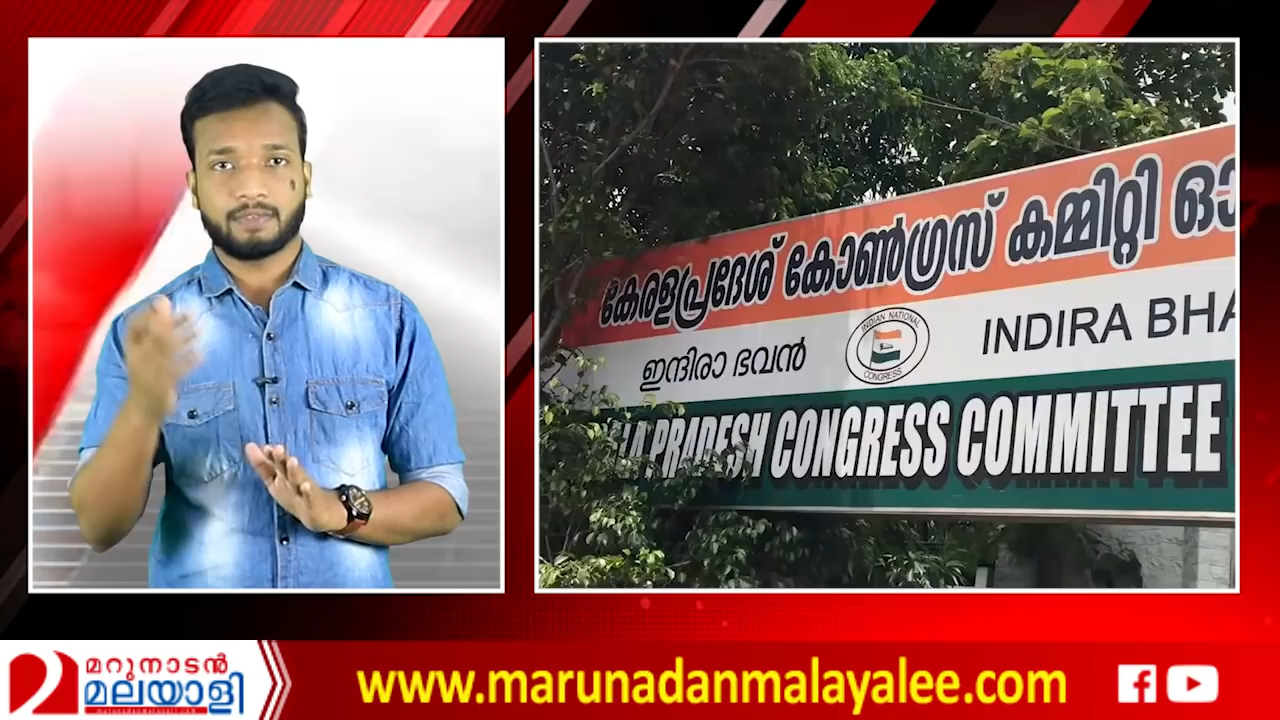 കേരളപ്രദേശ് കോൺഗ്രസ് കമ്മിറ്റി
ഇന്ദിരാ ഭവൻ
INDIAN NATIONAL
CONGRESS
INDIRA
PRADESH CONGRESS COMMITTEE
മറുനാടൻ
മലയാളി
www.marunadanmalayalee.com